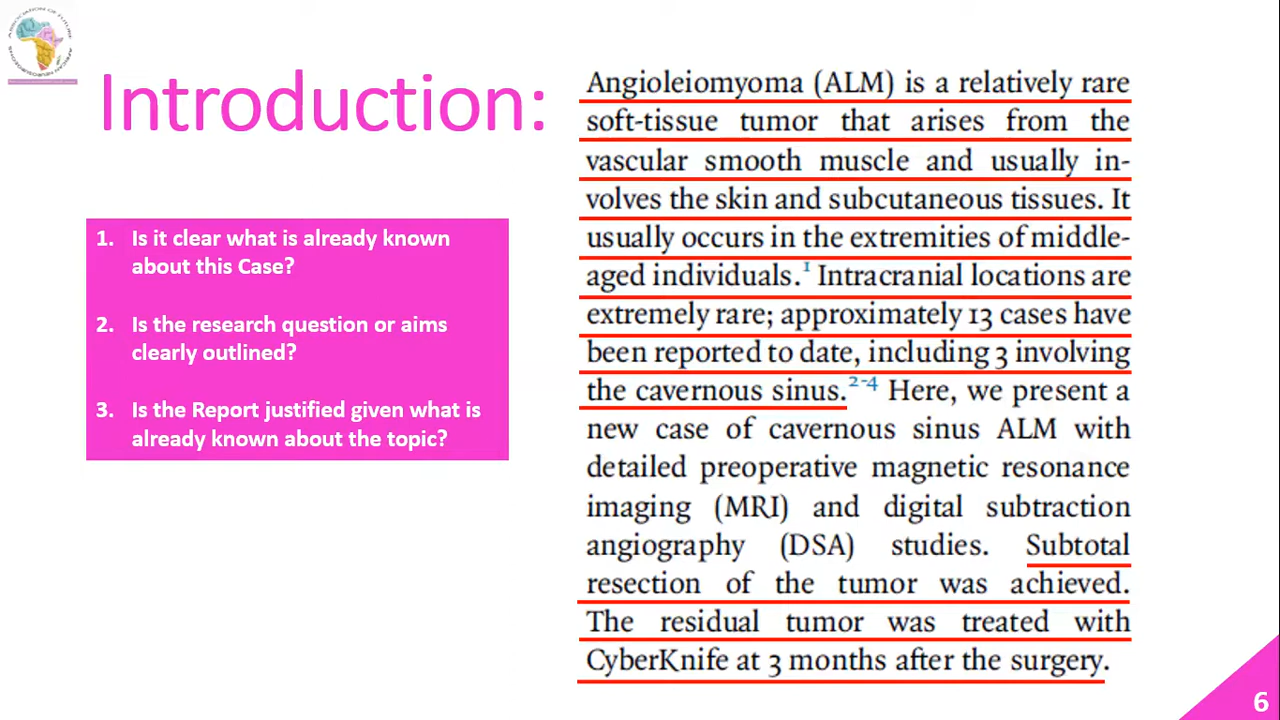 ASSOCIATION OF FUTURE
AFRICAN NEUROSURGEONS
Introduction:
1. Is it clear what is already known
about this Case?
2. Is the research question or aims
clearly outlined?
3. Is the Report justified given what is
already known about the topic?
Angioleiomyoma (ALM) is a relatively rare
soft-tissue tumor that arises from the
vascular smooth muscle and usually in-
volves the skin and subcutaneous tissues. It
usually occurs in the extremities of middle-
aged individuals.1 Intracranial locations are
extremely rare; approximately 13 cases have
been reported to date, including 3 involving
the cavernous sinus.2-4 Here, we present a
new case of cavernous sinus ALM with
detailed preoperative magnetic resonance
imaging (MRI) and digital subtraction
angiography (DSA) studies. Subtotal
resection of the tumor was achieved.
The residual tumor was treated with
CyberKnife at 3 months after the surgery.
6